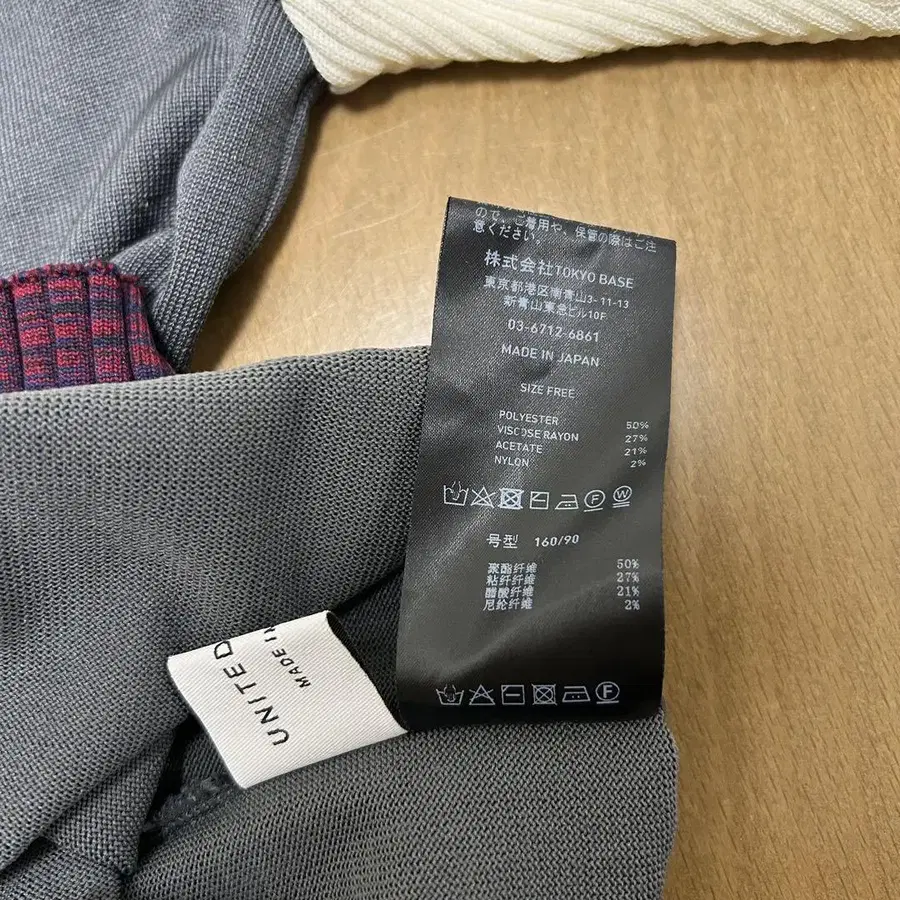 ので、ご着用や、保管の際はご注
意ください。
株式会社TOKYO BASE
東京都港区南青山3-11-13
新青山東急ビル10F
03-6712-6861
MADE IN JAPAN
SIZE FREE
POLYESTER 50%
VISCOSE RAYON 27%
ACETATE 21%
NYLON 2%
F W
号型 160/90
聚酯纤维 50%
粘纤纤维 27%
醋酸纤维 21%
尼纶纤维 2%
F
UNITED
MADE IN